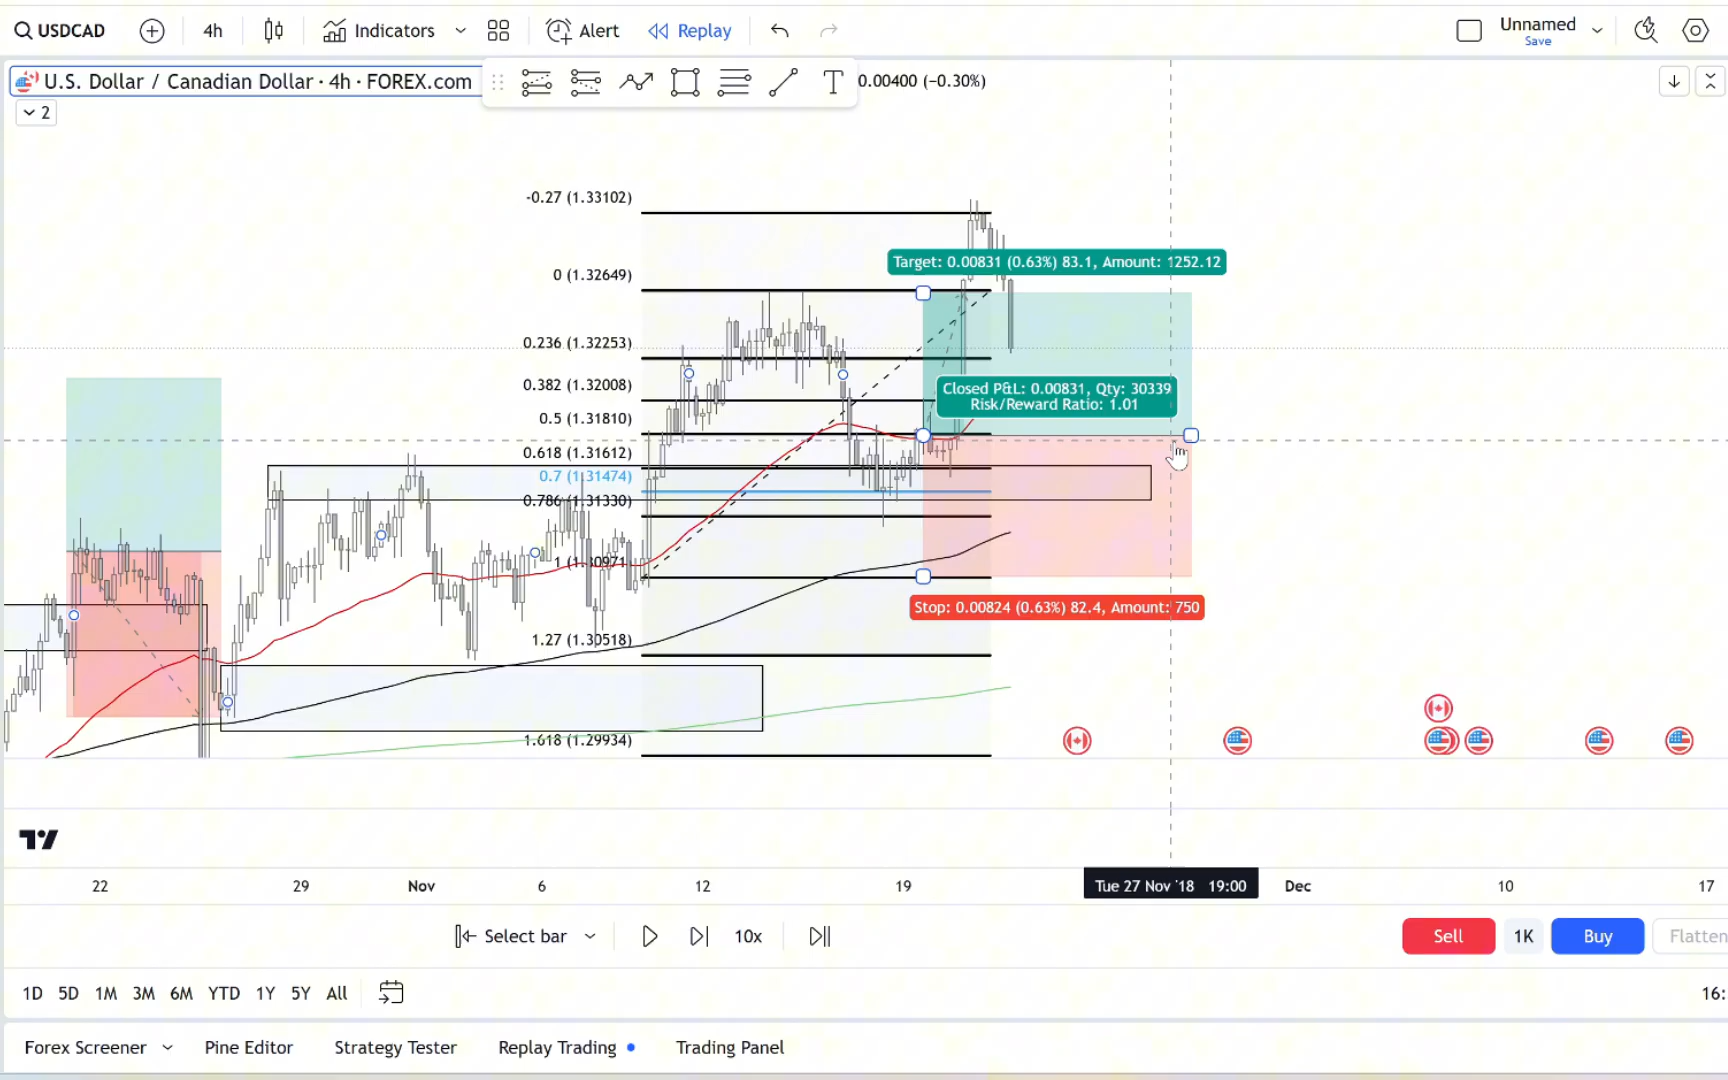 USDCAD
4h
Indicators
Alert
Replay
Unnamed
Save
U.S. Dollar / Canadian Dollar · 4h · FOREX.com
T
0.00400 (−0.30%)
2
-0.27 (1.33102)
Target: 0.00831 (0.63%) 83.1, Amount: 1252.12
0 (1.32649)
0.236 (1.32253)
0.382 (1.32008)
Closed P&L: 0.00831, Qty: 30339
Risk/Reward Ratio: 1.01
0.5 (1.31810)
0.618 (1.31612)
0.7 (1.31474)
0.786 (1.31330)
1 (1.30971)
Stop: 0.00824 (0.63%) 82.4, Amount: 750
1.27 (1.30518)
1.618 (1.29934)
22
29
Nov
6
12
19
Tue 27 Nov '18 19:00
Dec
10
17
Select bar
10x
Sell
1K
Buy
Flatten
1D 5D 1M 3M 6M YTD 1Y 5Y All
16:
Forex Screener
Pine Editor
Strategy Tester
Replay Trading
Trading Panel